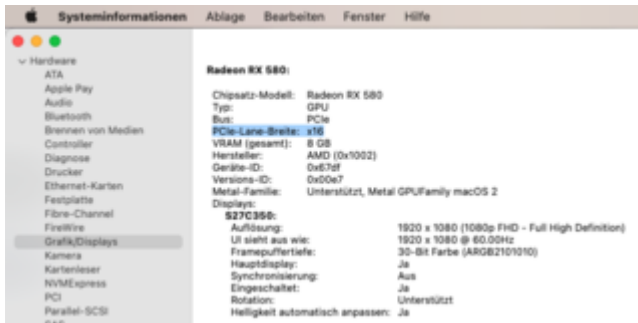 Systeminformationen Ablage Bearbeiten Fenster Hilfe
Hardware
ATA
Apple Pay
Audio
Bluetooth
Brennen von Medien
Controller
Diagnose
Drucker
Ethernet-Karten
Festplatte
Fibre-Channel
FireWire
Grafik/Displays
Kamera
Kartenleser
NVMExpress
PCI
Parallel-SCSI
Radeon RX 580:
Chipsatz-Modell: Radeon RX 580
Typ: GPU
Bus: PCIe
PCIe-Lane-Breite: x16
VRAM (gesamt): 8 GB
Hersteller: AMD (0x1002)
Geräte-ID: 0x67df
Versions-ID: 0x00e7
Metal-Familie: Unterstützt, Metal GPUFamily macOS 2
Displays:
S27C350:
Auflösung: 1920 x 1080 (1080p FHD - Full High Definition)
UI sieht aus wie: 1920 x 1080 @ 60.00Hz
Framepuffertiefe: 30-Bit Farbe (ARGB2101010)
Hauptdisplay: Ja
Synchronisierung: Aus
Eingeschaltet: Ja
Rotation: Unterstützt
Helligkeit automatisch anpassen: Ja